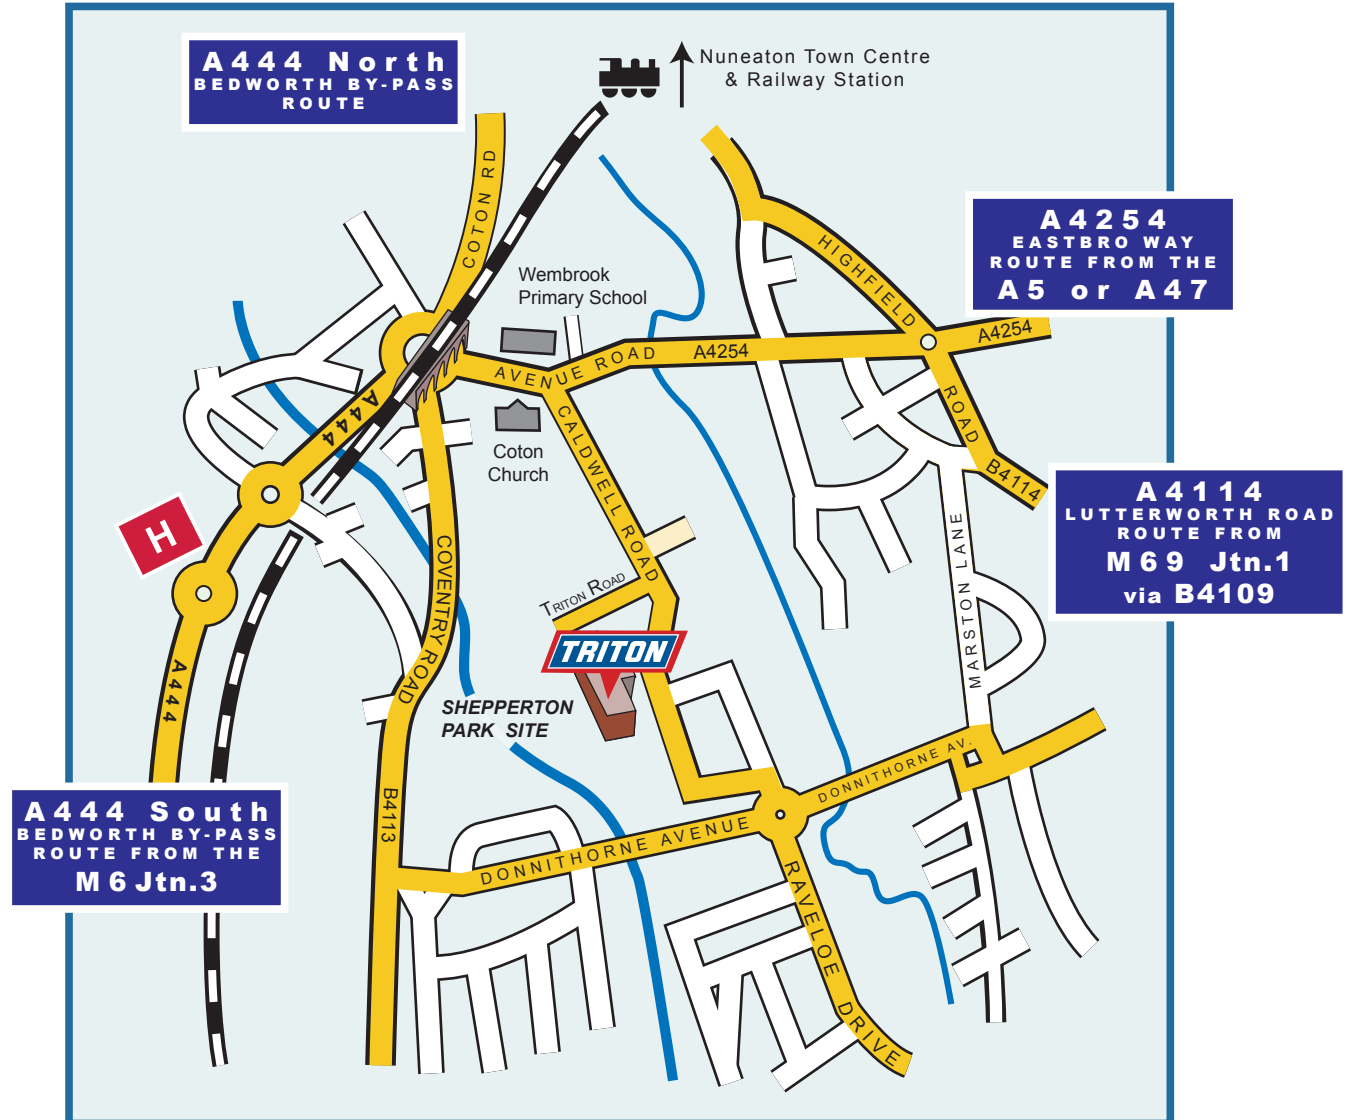 A444 North
BEDWORTH BY-PASS
ROUTE
Nuneaton Town Centre
& Railway Station
COTON RD
A4254
EASTBRO WAY
ROUTE FROM THE
A5 or A47
HIGHFIELD
ROAD
B4114
Wembrook
Primary School
AVENUE ROAD
A4254
A4254
A444
Coton
Church
CALDWELL ROAD
A4114
LUTTERWORTH ROAD
ROUTE FROM
M69 Jtn.1
via B4109
H
COVENTRY ROAD
MARSTON LANE
TRITON ROAD
TRITON
A444
SHEPPERTON
PARK SITE
DONNITHORNE AV.
A444 South
BEDWORTH BY-PASS
ROUTE FROM THE
M6 Jtn.3
B4113
DONNITHORNE AVENUE
RAVELOE DRIVE